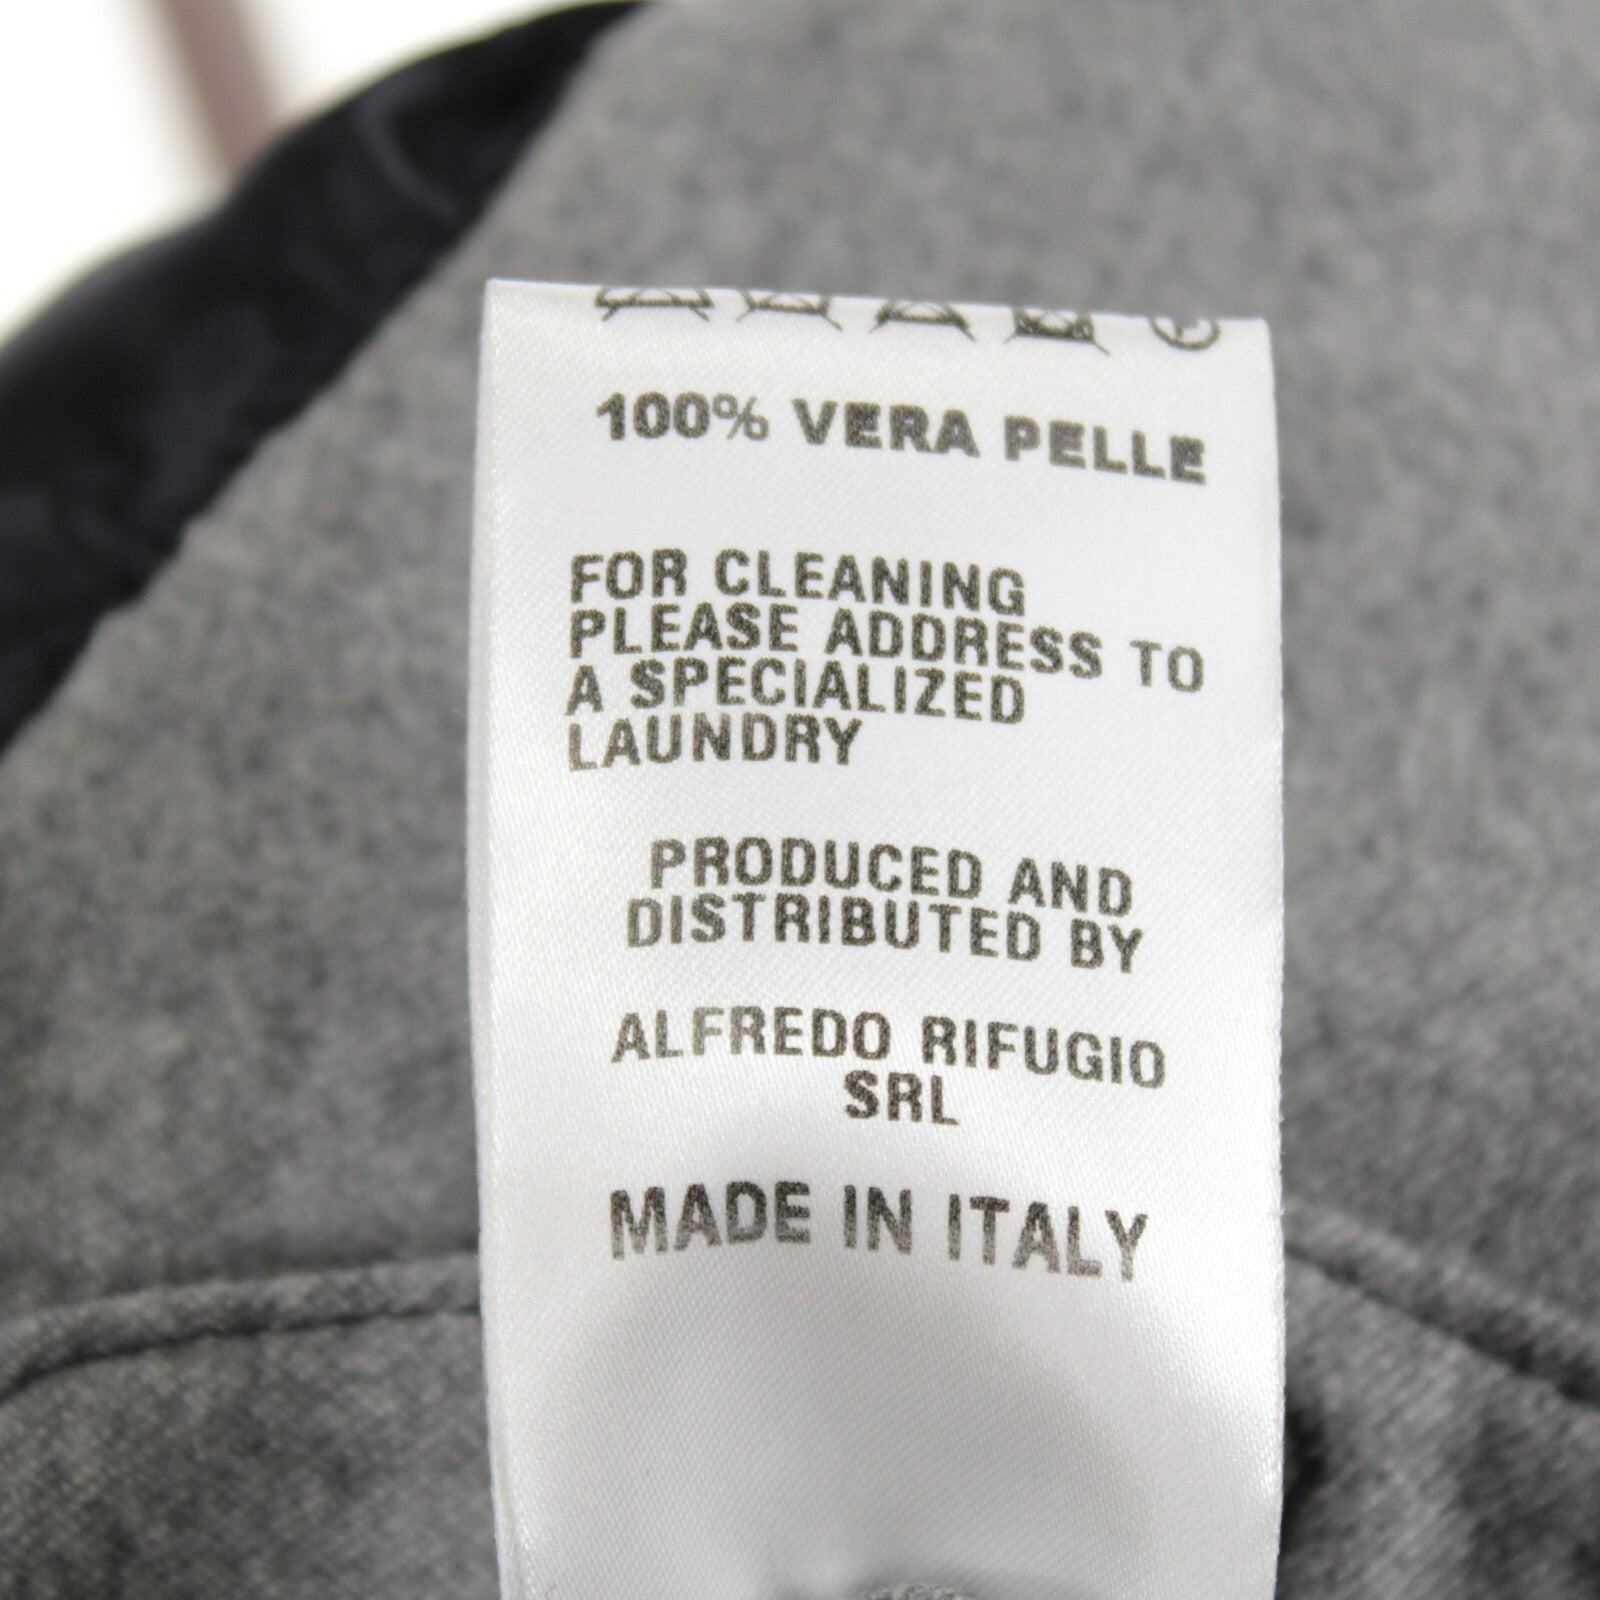 100% VERA PELLE
FOR CLEANING
PLEASE ADDRESS TO
A SPECIALIZED
LAUNDRY
PRODUCED AND
DISTRIBUTED BY
ALFREDO RIFUGIO
SRL
MADE IN ITALY